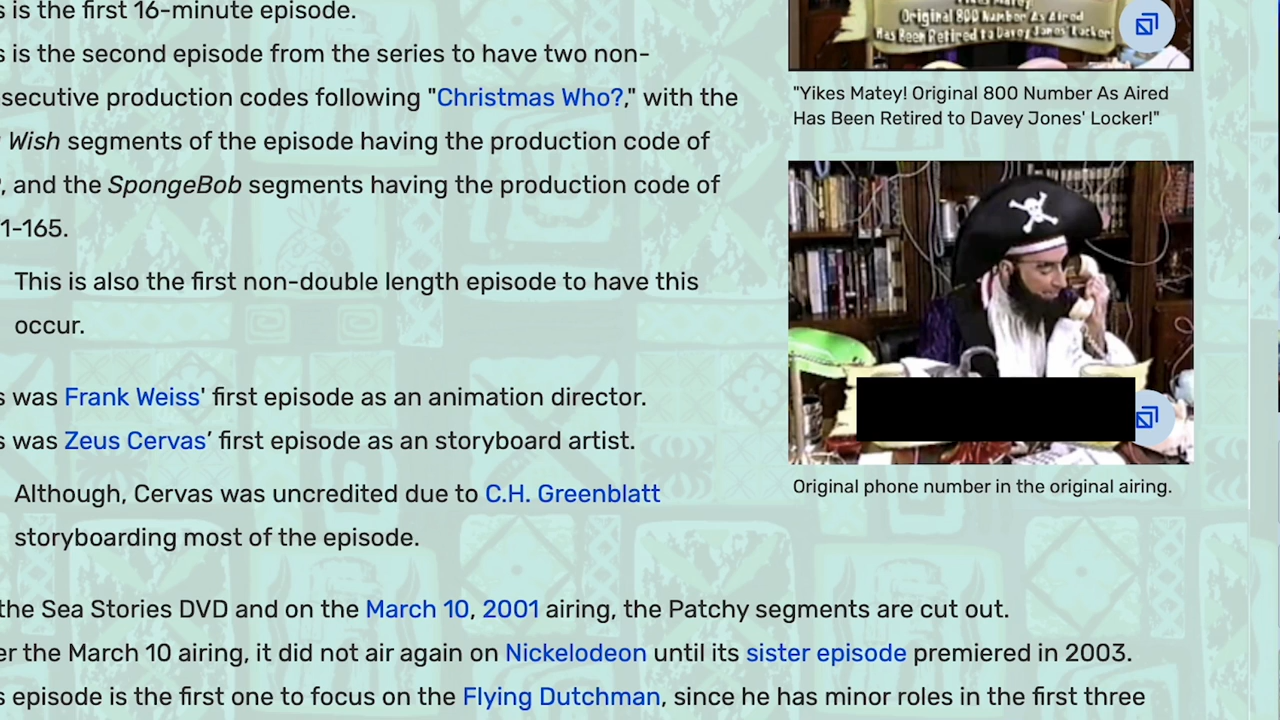 s is the first 16-minute episode.
s is the second episode from the series to have two non-
secutive production codes following "Christmas Who?," with the
Wish segments of the episode having the production code of
, and the SpongeBob segments having the production code of
1-165.
This is also the first non-double length episode to have this
occur.
s was Frank Weiss' first episode as an animation director.
s was Zeus Cervas’ first episode as an storyboard artist.
Although, Cervas was uncredited due to C.H. Greenblatt
storyboarding most of the episode.
the Sea Stories DVD and on the March 10, 2001 airing, the Patchy segments are cut out.
er the March 10 airing, it did not air again on Nickelodeon until its sister episode premiered in 2003.
s episode is the first one to focus on the Flying Dutchman, since he has minor roles in the first three
Yikes Matey!
Original 800 Number As Aired
Has Been Retired to Davey Jones' Locker!
"Yikes Matey! Original 800 Number As Aired
Has Been Retired to Davey Jones' Locker!"
Original phone number in the original airing.